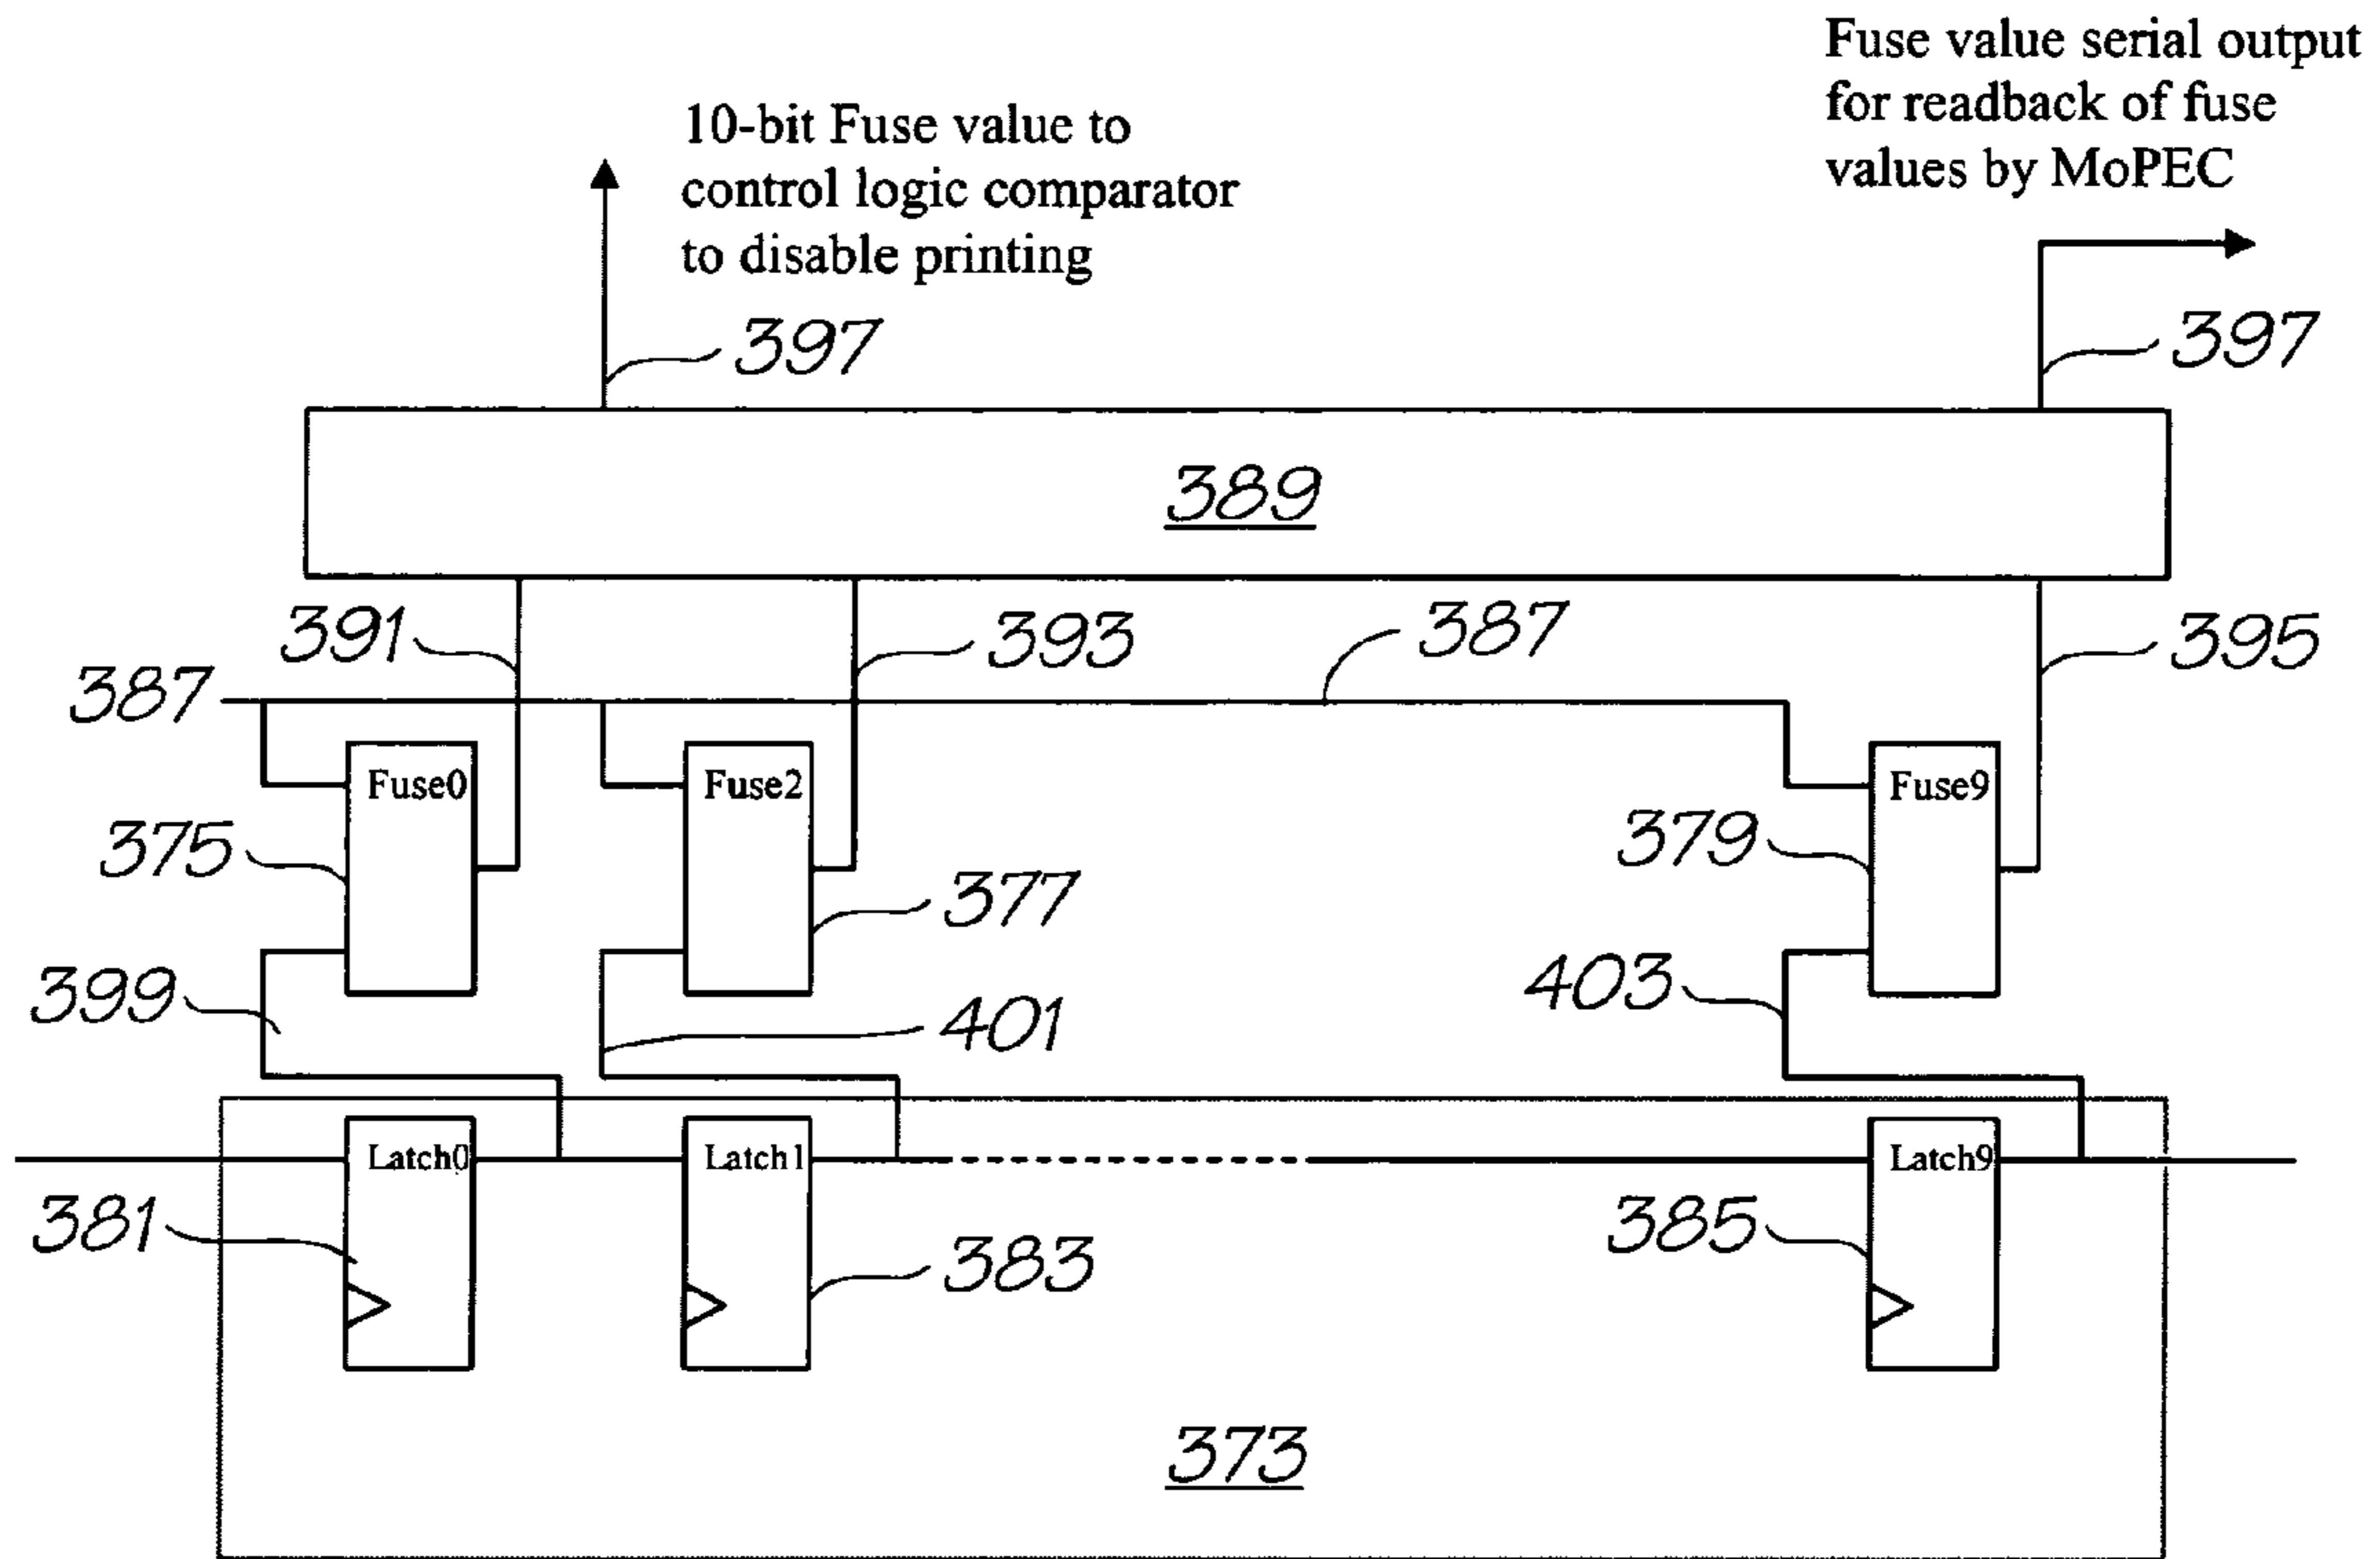 Fuse value serial output
for readback of fuse
values by MoPEC
10-bit Fuse value to
control logic comparator
to disable printing
397
397
389
391
393
387
395
387
Fuse0
Fuse2
Fuse9
375
379
377
399
403
401
Latch0
Latch1
Latch9
381
385
383
373